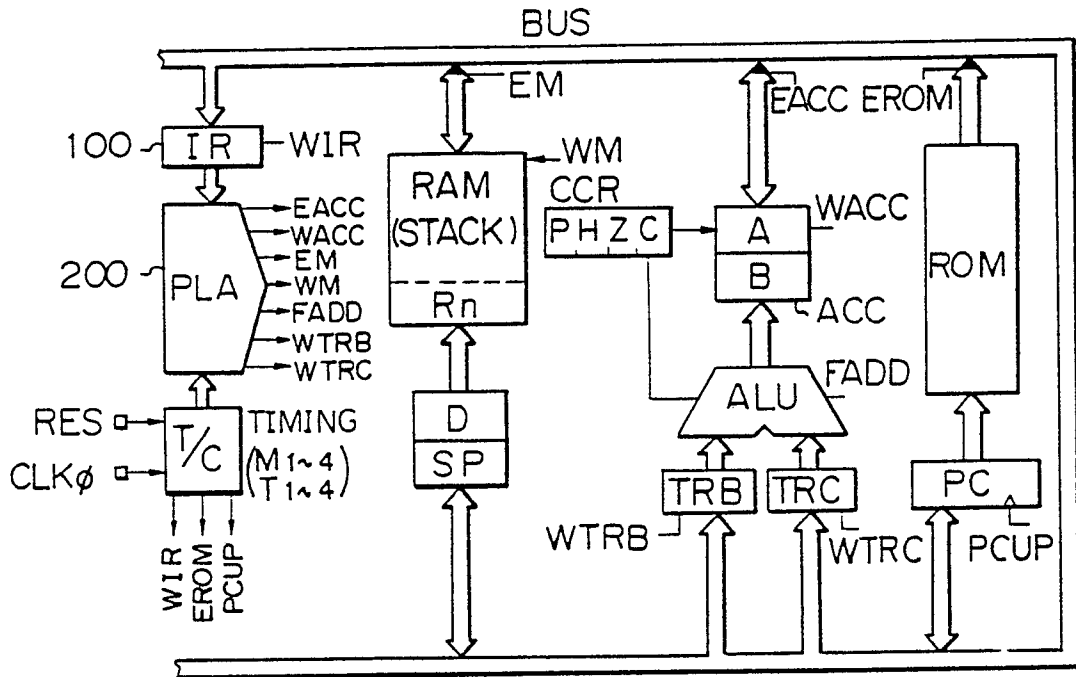 BUS
EM
EACC EROM
100
IR
WIR
WM
CCR
PHZC
RAM
(STACK)
Rn
A
B
WACC
ACC
ROM
200
PLA
EACC
WACC
EM
WM
FADD
WTRB
WTRC
FADD
ALU
RES
CLKφ
T/C
TIMING
(M1~4
T1~4)
D
SP
TRB
TRC
PC
WTRB
WTRC
PCUP
WIR
EROM
PCUP